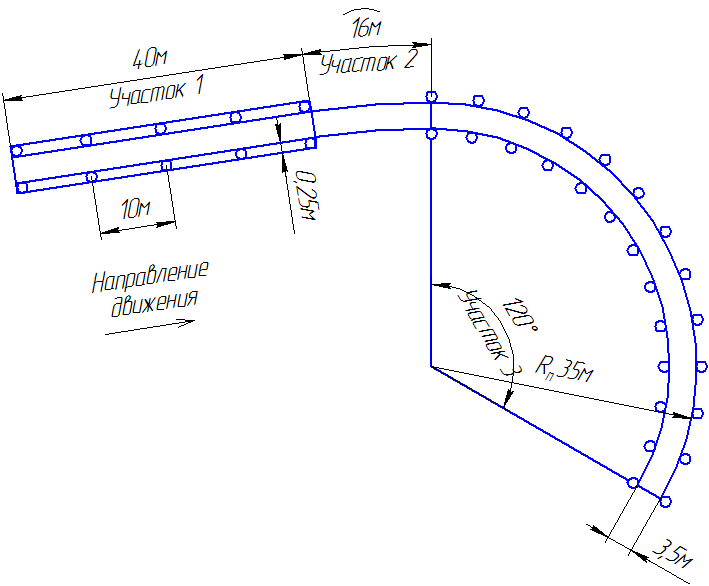 40м
Участок 1
16м
Участок 2
0,25м
10м
Направление
движения
120°
Участок 3
Rп 35м
3,5м